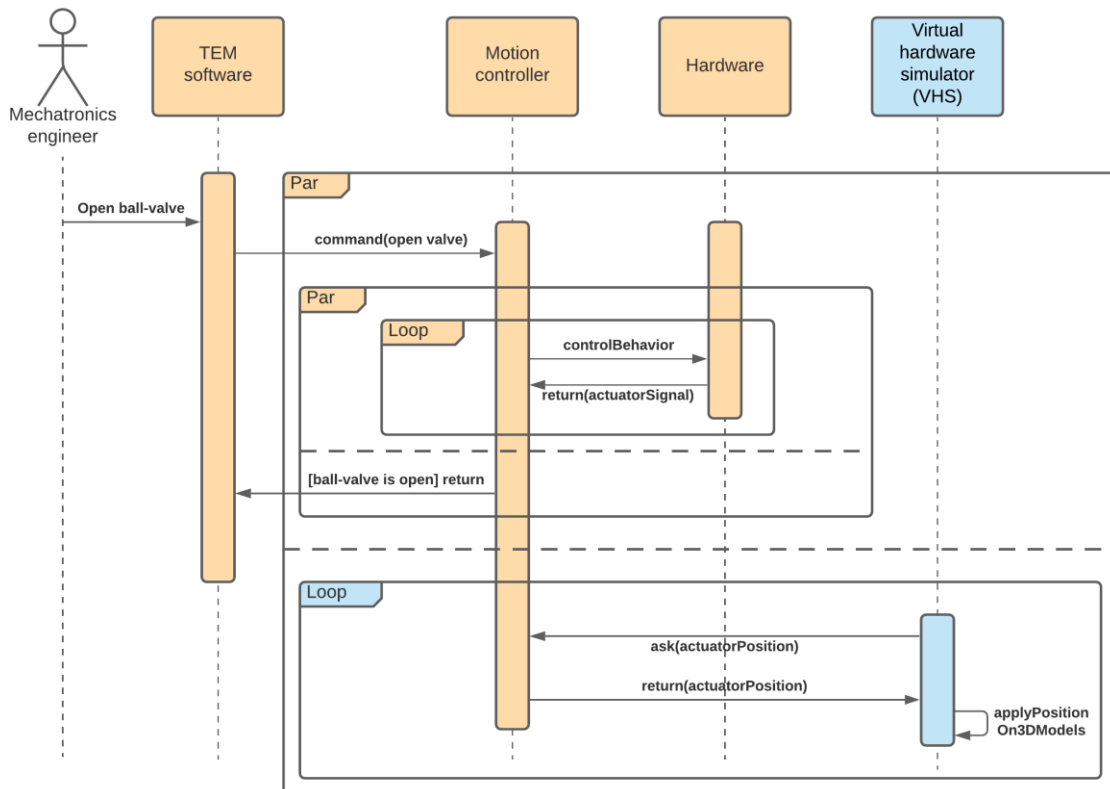 Mechatronics
engineer
TEM
software
Motion
controller
Hardware
Virtual
hardware
simulator
(VHS)
Par
Open ball-valve
command(open valve)
Par
Loop
controlBehavior
return(actuatorSignal)
[ball-valve is open] return
Loop
ask(actuatorPosition)
return(actuatorPosition)
applyPosition
On3DModels